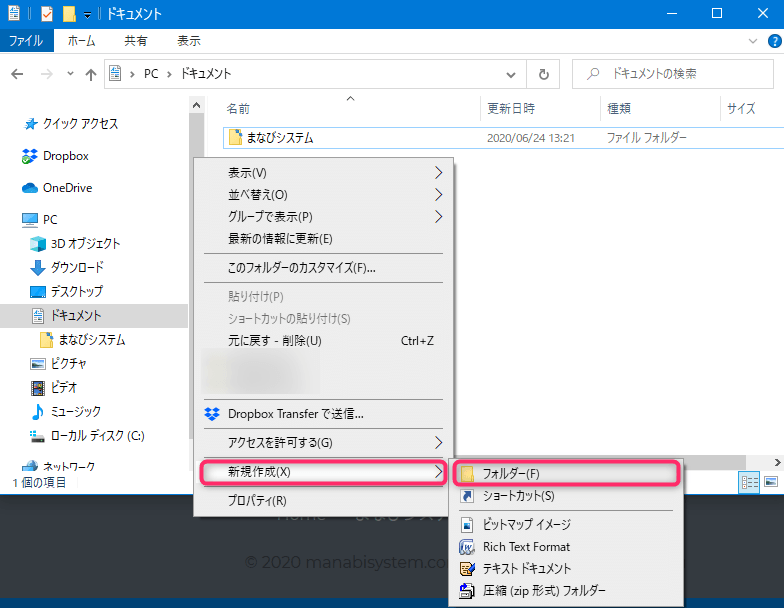 ドキュメント
ファイル ホーム 共有 表示
PC ドキュメント ドキュメントの検索
名前 更新日時 種類 サイズ
まなびシステム 2020/06/24 13:21 ファイル フォルダー
クイック アクセス
Dropbox
OneDrive
PC
3D オブジェクト
ダウンロード
デスクトップ
ドキュメント
まなびシステム
ピクチャ
ビデオ
ミュージック
ローカル ディスク (C:)
ネットワーク
1 個の項目
表示(V)
並べ替え(O)
グループで表示(P)
最新の情報に更新(E)
このフォルダーのカスタマイズ(F)...
貼り付け(P)
ショートカットの貼り付け(S)
元に戻す - 削除(U) Ctrl+Z
Dropbox Transfer で送信...
アクセスを許可する(G)
新規作成(X)
プロパティ(R)
フォルダー(F)
ショートカット(S)
ビットマップ イメージ
Rich Text Format
テキスト ドキュメント
圧縮 (zip 形式) フォルダー
© 2020 manabisystem.co